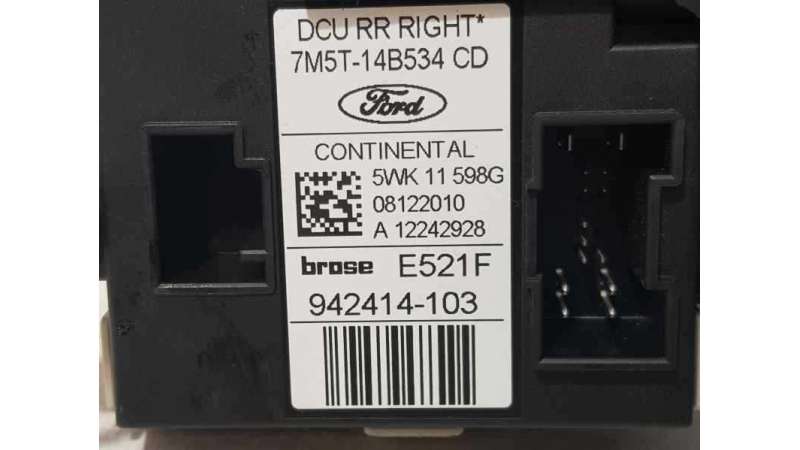 DCU RR RIGHT*
7M5T-14B534 CD
Ford
CONTINENTAL
5WK 11 598G
08122010
A 12242928
brose E521F
942414-103